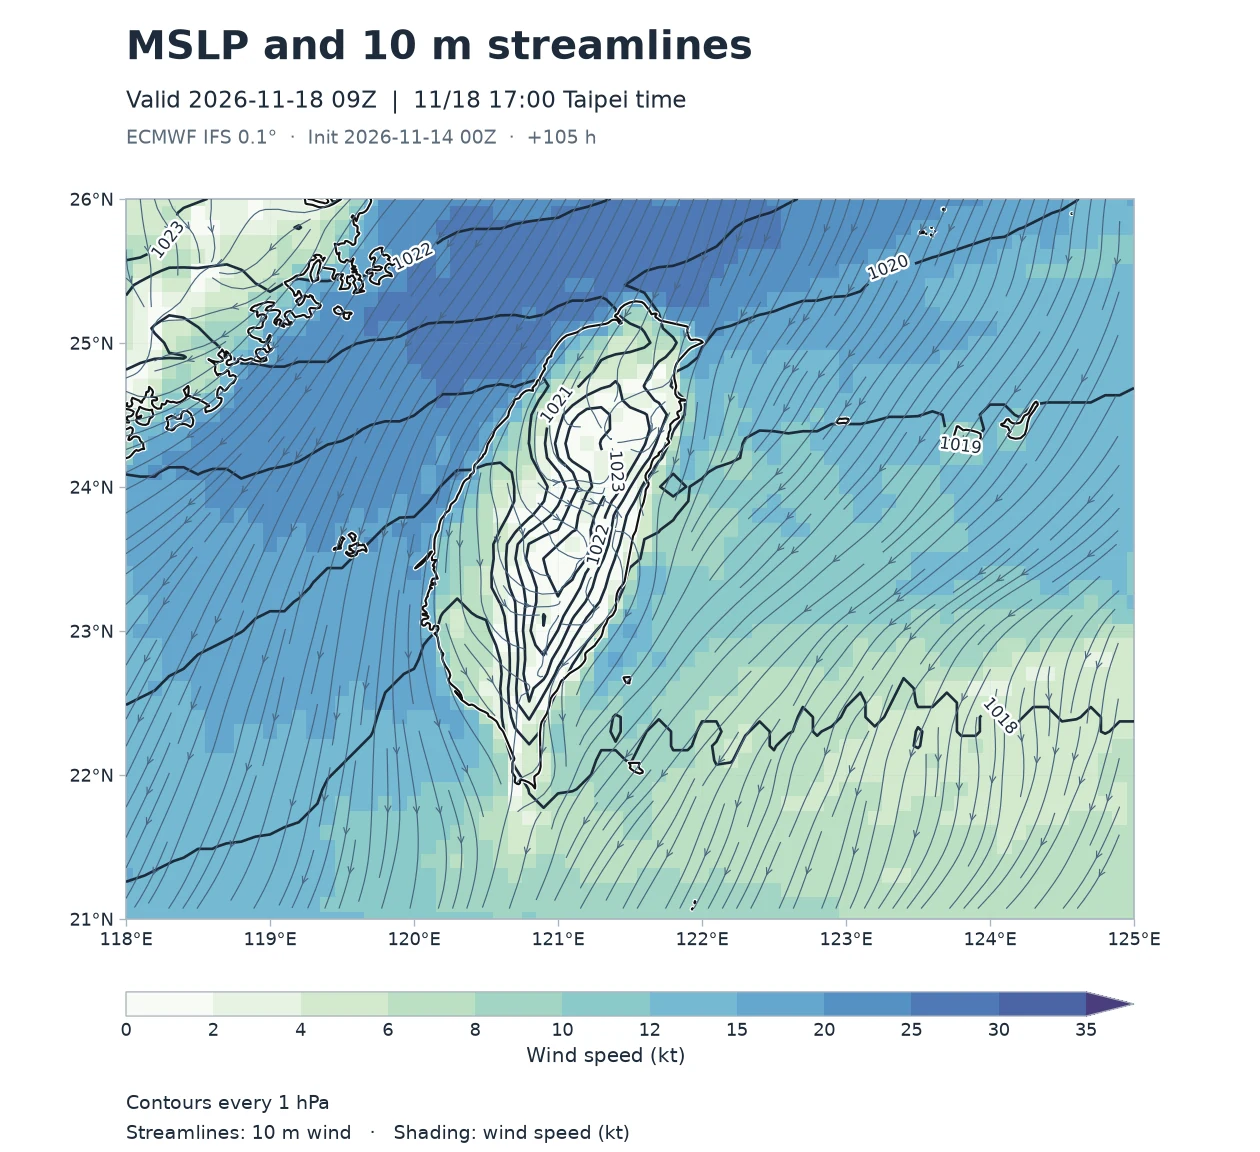 MSLP and 10 m streamlines
Valid 2026-11-18 09Z | 11/18 17:00 Taipei time
ECMWF IFS 0.1° · Init 2026-11-14 00Z · +105 h
26°N
25°N
24°N
23°N
22°N
21°N
1023
1022
1020
1021
1019
1023
1022
1018
118°E 119°E 120°E 121°E 122°E 123°E 124°E 125°E
0 2 4 6 8 10 12 15 20 25 30 35
Wind speed (kt)
Contours every 1 hPa
Streamlines: 10 m wind · Shading: wind speed (kt)